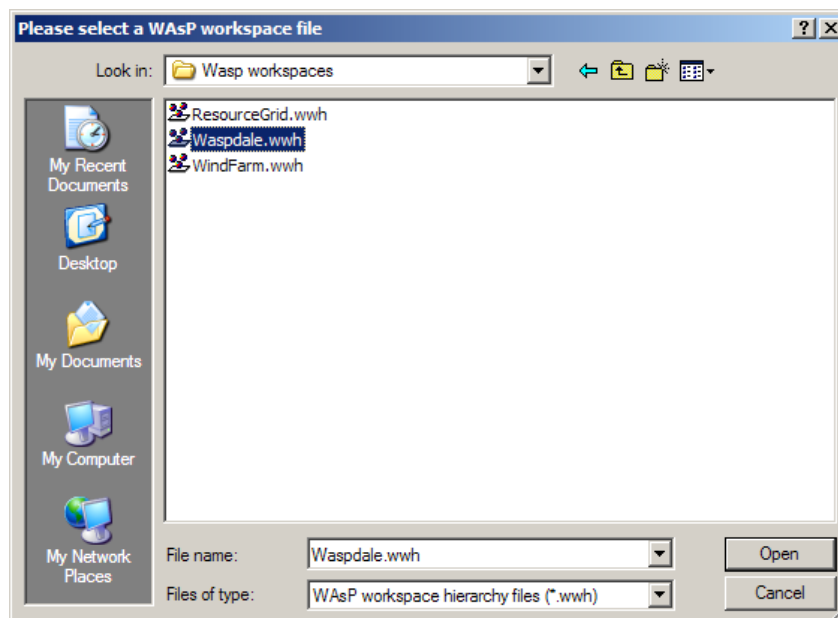 Please select a WAsP workspace file
Look in: Wasp workspaces
ResourceGrid.wwh
Waspdale.wwh
WindFarm.wwh
My Recent
Documents
Desktop
My Documents
My Computer
My Network
Places
File name: Waspdale.wwh Open
Files of type: WAsP workspace hierarchy files (*.wwh) Cancel